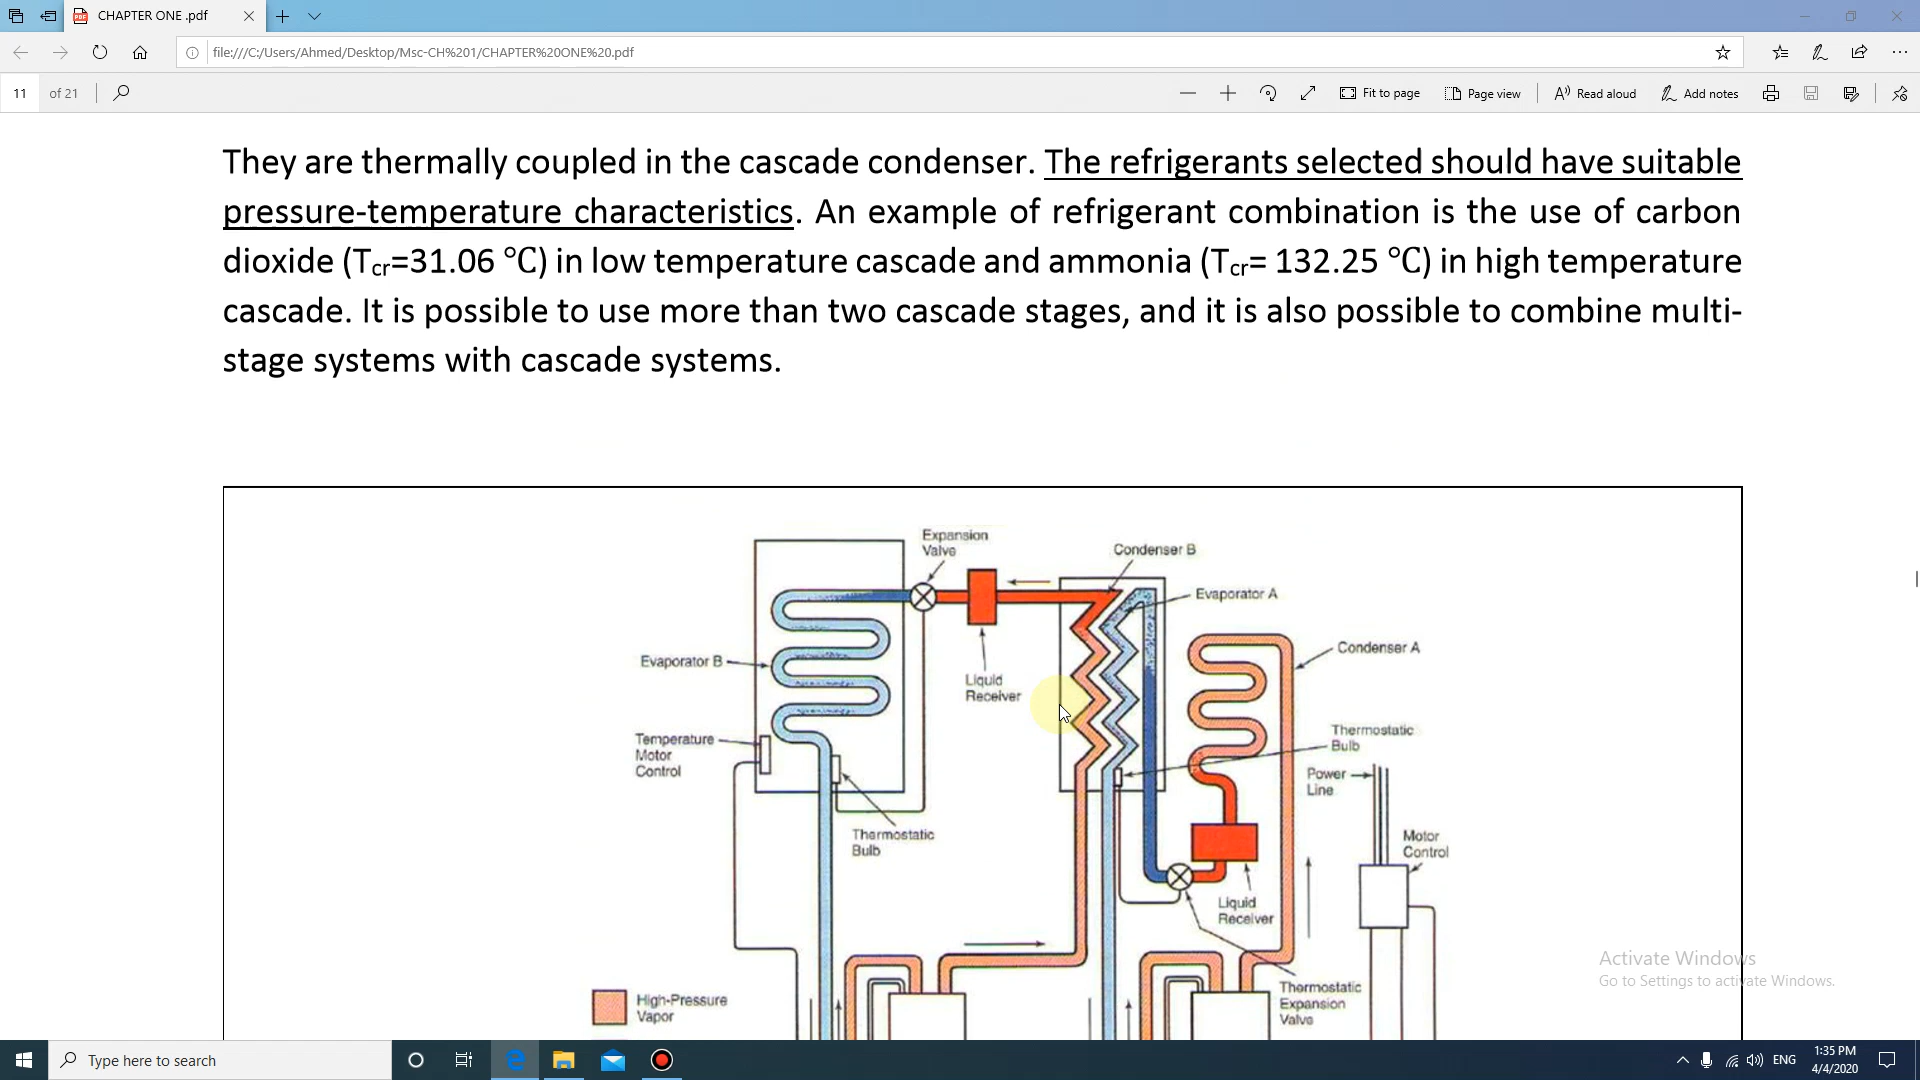 CHAPTER ONE .pdf
file:///C:/Users/Ahmed/Desktop/Msc-CH%201/CHAPTER%20ONE%20.pdf
11 of 21
Fit to page
Page view
Read aloud
Add notes
They are thermally coupled in the cascade condenser. The refrigerants selected should have suitable
pressure-temperature characteristics. An example of refrigerant combination is the use of carbon
dioxide (Tcr=31.06 °C) in low temperature cascade and ammonia (Tcr= 132.25 °C) in high temperature
cascade. It is possible to use more than two cascade stages, and it is also possible to combine multi-
stage systems with cascade systems.
Expansion
Valve
Condenser B
Evaporator A
Condenser A
Evaporator B
Liquid
Receiver
Thermostatic
Bulb
Temperature
Motor
Control
Power
Line
Thermostatic
Bulb
Motor
Control
Liquid
Receiver
Thermostatic
Expansion
Valve
High-Pressure
Vapor
Activate Windows
Go to Settings to activate Windows.
Type here to search
ENG
1:35 PM
4/4/2020